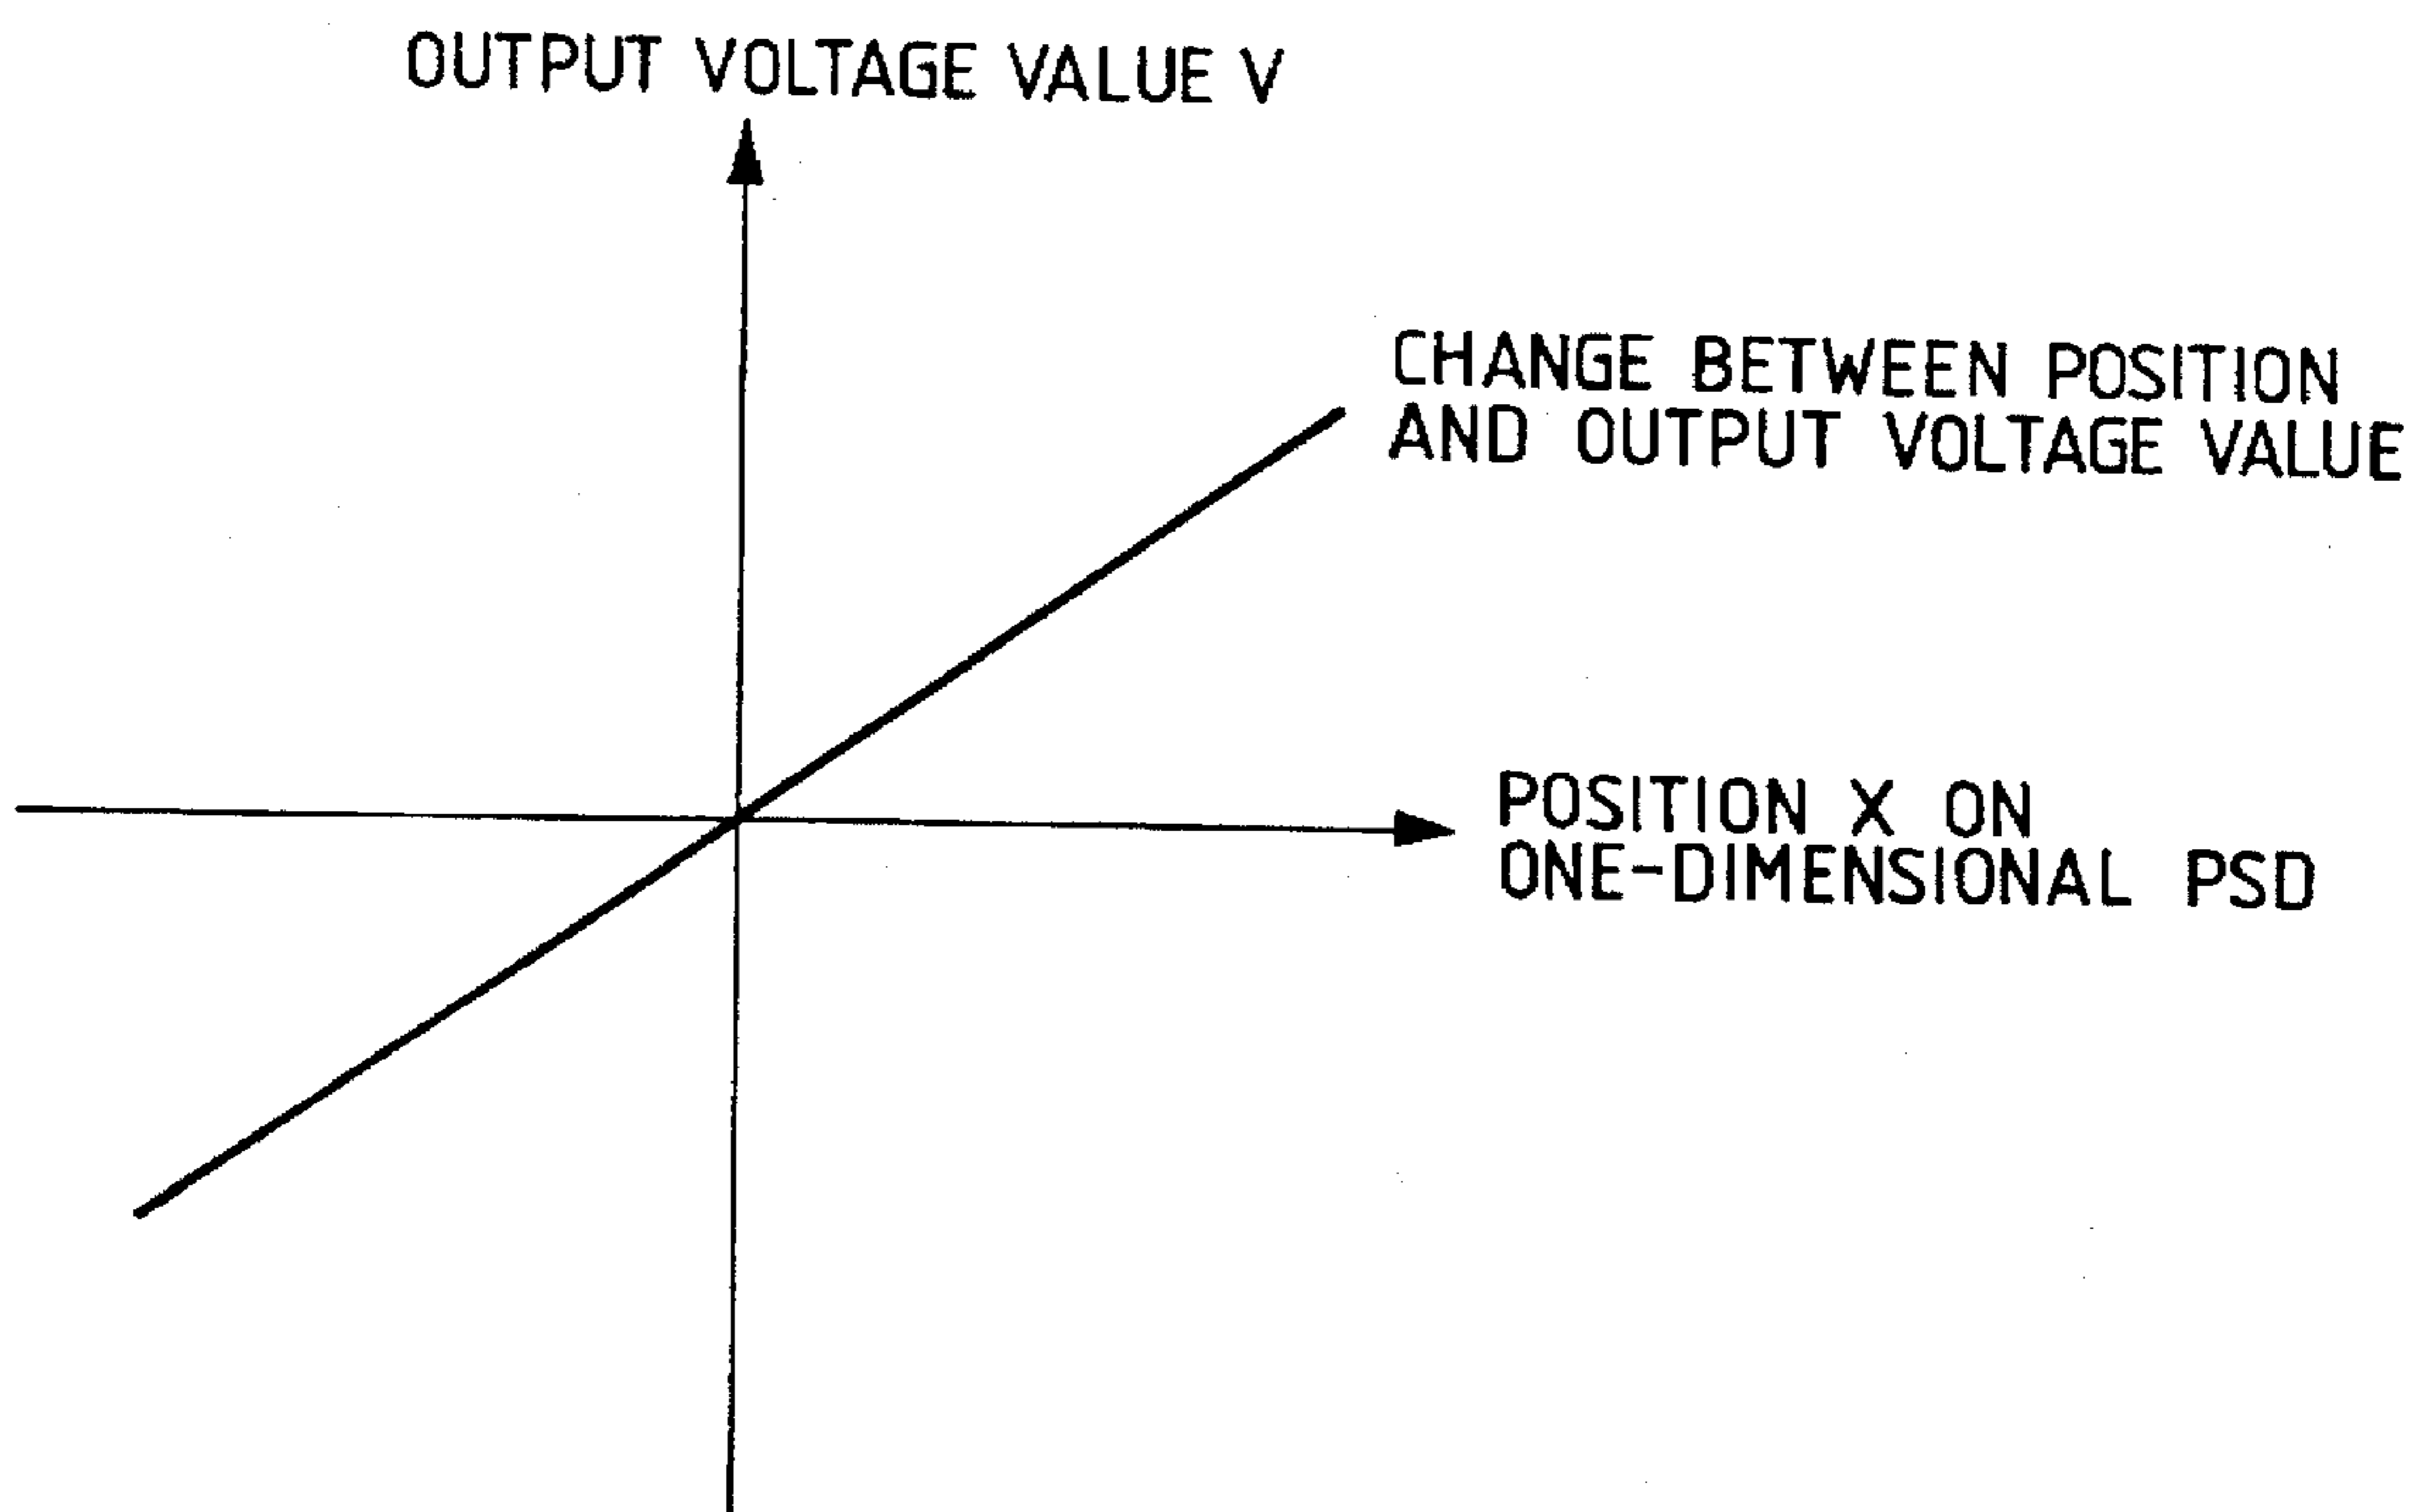 OUTPUT VOLTAGE VALUE V
CHANGE BETWEEN POSITION
AND OUTPUT VOLTAGE VALUE
POSITION X ON
ONE-DIMENSIONAL PSD